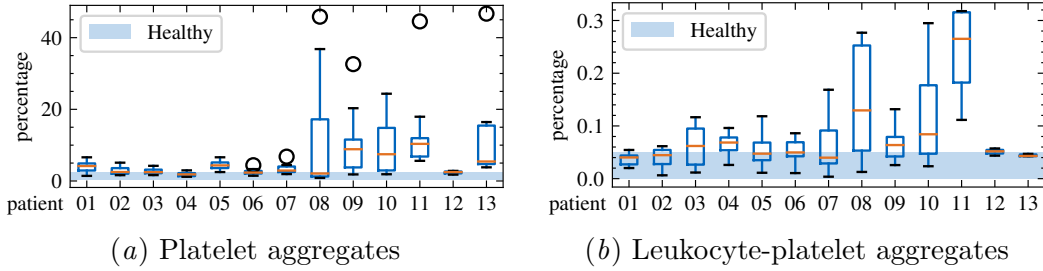 percentage
40
20
0
Healthy
patient
01 02 03 04 05 06 07 08 09 10 11 12 13
(a) Platelet aggregates
percentage
0.3
0.2
0.1
0.0
Healthy
patient
01 02 03 04 05 06 07 08 09 10 11 12 13
(b) Leukocyte-platelet aggregates